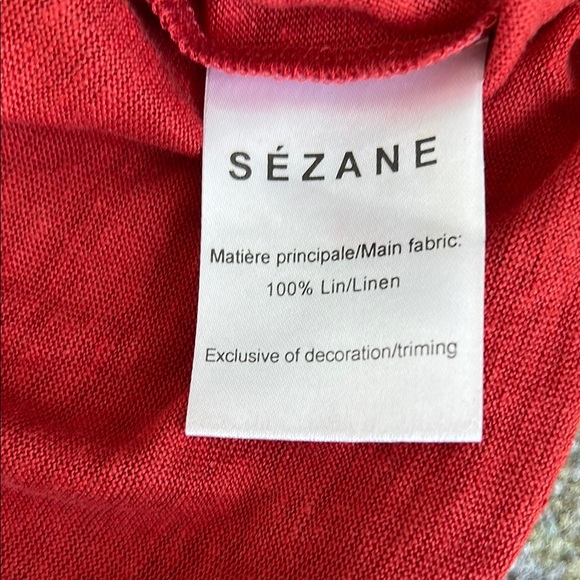 SÉZANE
Matière principale/Main fabric:
100% Lin/Linen
Exclusive of decoration/triming